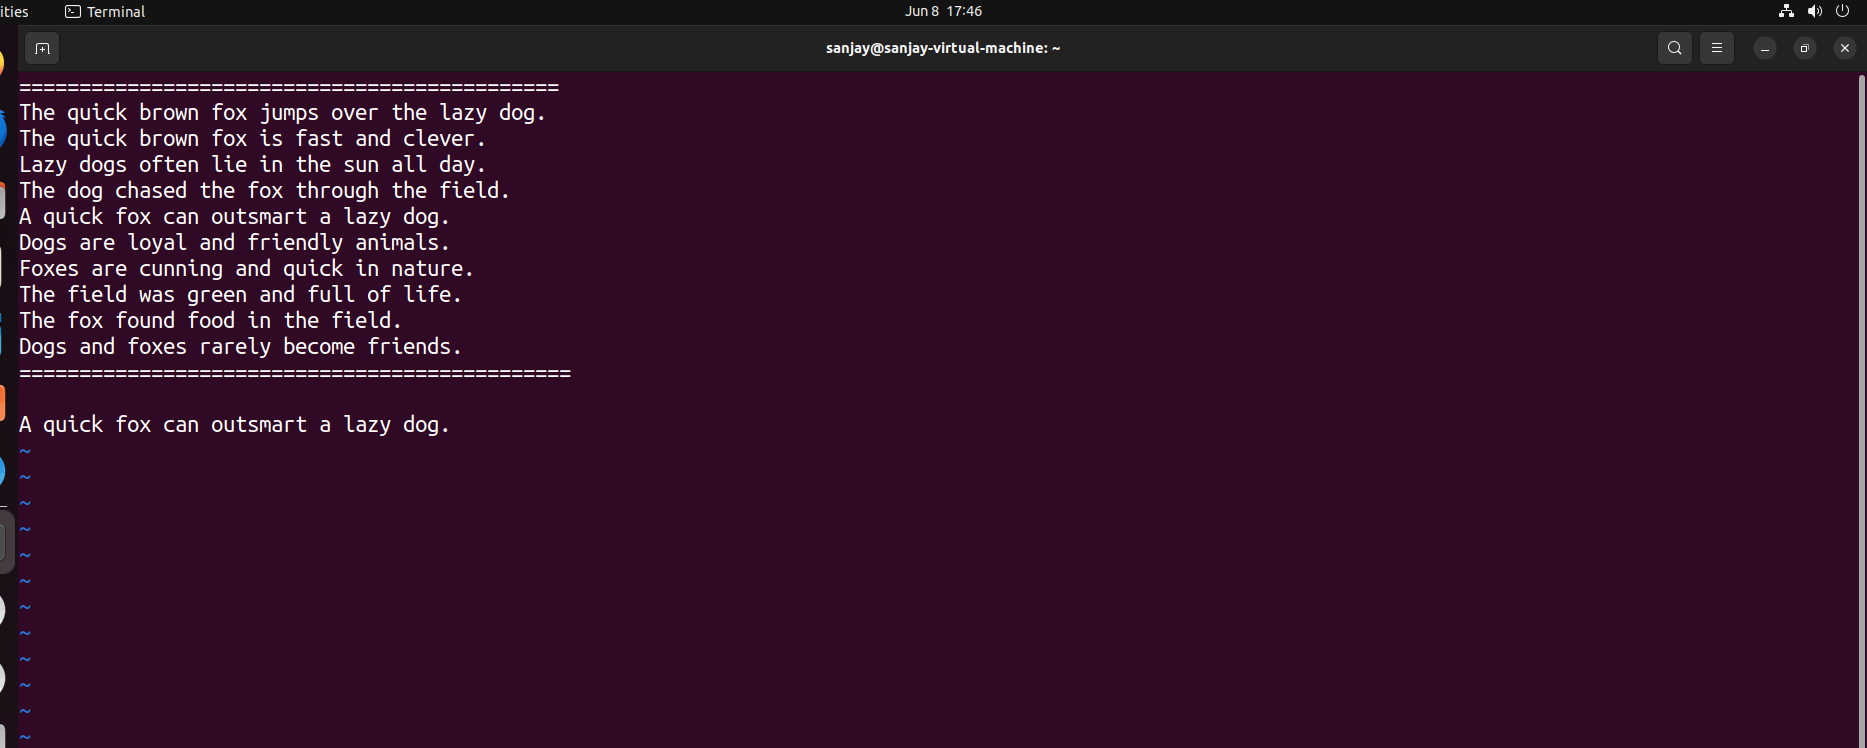 ities Terminal Jun 8 17:46
sanjay@sanjay-virtual-machine: ~
=============================================
The quick brown fox jumps over the lazy dog.
The quick brown fox is fast and clever.
Lazy dogs often lie in the sun all day.
The dog chased the fox through the field.
A quick fox can outsmart a lazy dog.
Dogs are loyal and friendly animals.
Foxes are cunning and quick in nature.
The field was green and full of life.
The fox found food in the field.
Dogs and foxes rarely become friends.
==============================================

A quick fox can outsmart a lazy dog.
~
~
~
~
~
~
~
~
~
~
~
~